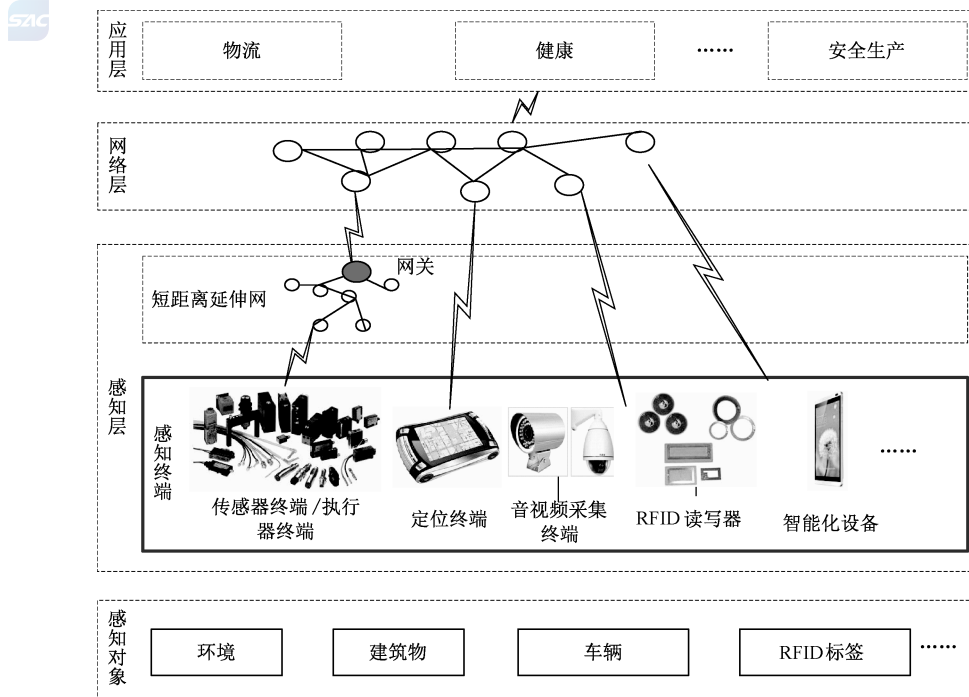 SAC
应用层
物流
健康
……
安全生产
网络层
网关
短距离延伸网
感知层
感知终端
……
传感器终端/执行
器终端
定位终端
音视频采集
终端
RFID 读写器
智能化设备
感知对象
环境
建筑物
车辆
RFID标签
……